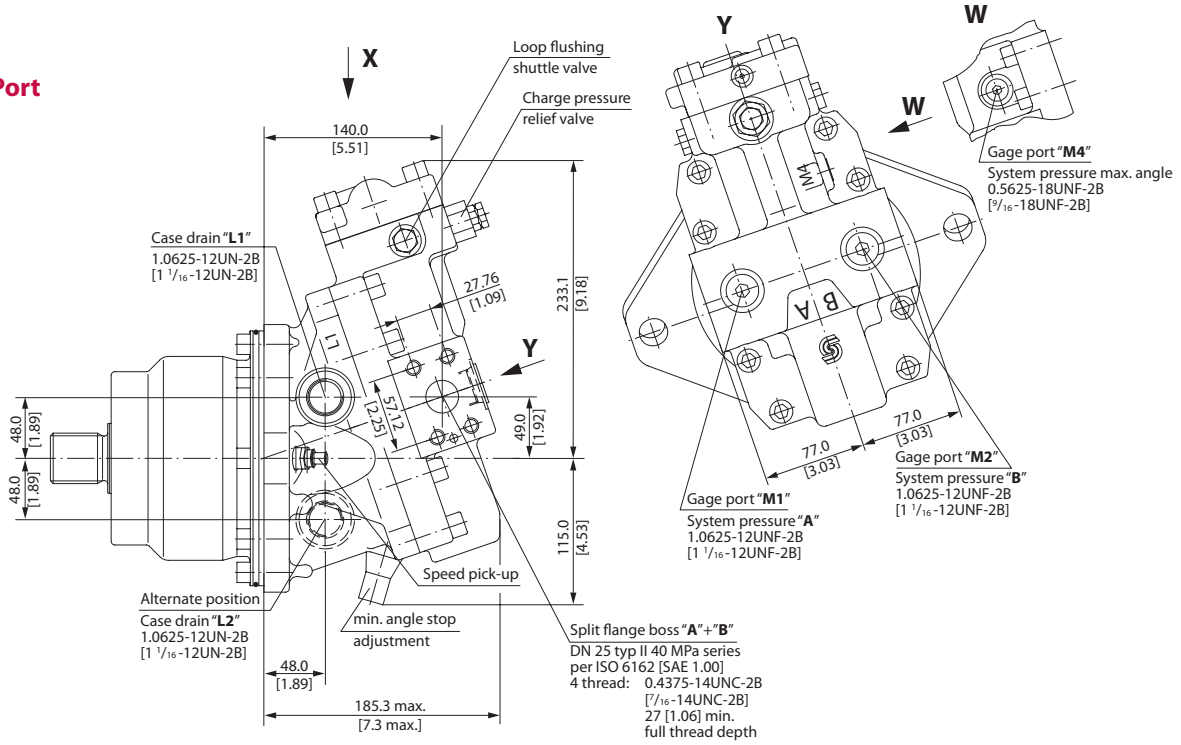 Port
X
Loop flushing
shuttle valve
Charge pressure
relief valve
140.0
[5.51]
Case drain "L1"
1.0625-12UN-2B
[1 1/16-12UN-2B]
L1
27.76
[1.09]
233.1
[9.18]
Y
57.12
[2.25]
49.0
[1.92]
48.0
[1.89]
48.0
[1.89]
115.0
[4.53]
Speed pick-up
Alternate position
Case drain "L2"
1.0625-12UN-2B
[1 1/16-12UN-2B]
min. angle stop
adjustment
48.0
[1.89]
185.3 max.
[7.3 max.]
Split flange boss "A"+"B"
DN 25 typ II 40 MPa series
per ISO 6162 [SAE 1.00]
4 thread: 0.4375-14UNC-2B
[7/16-14UNC-2B]
27 [1.06] min.
full thread depth
Y
W
W
M4
Gage port "M4"
System pressure max. angle
0.5625-18UNF-2B
[9/16-18UNF-2B]
B A
77.0
[3.03]
77.0
[3.03]
Gage port "M1"
System pressure "A"
1.0625-12UNF-2B
[1 1/16-12UNF-2B]
Gage port "M2"
System pressure "B"
1.0625-12UNF-2B
[1 1/16-12UNF-2B]